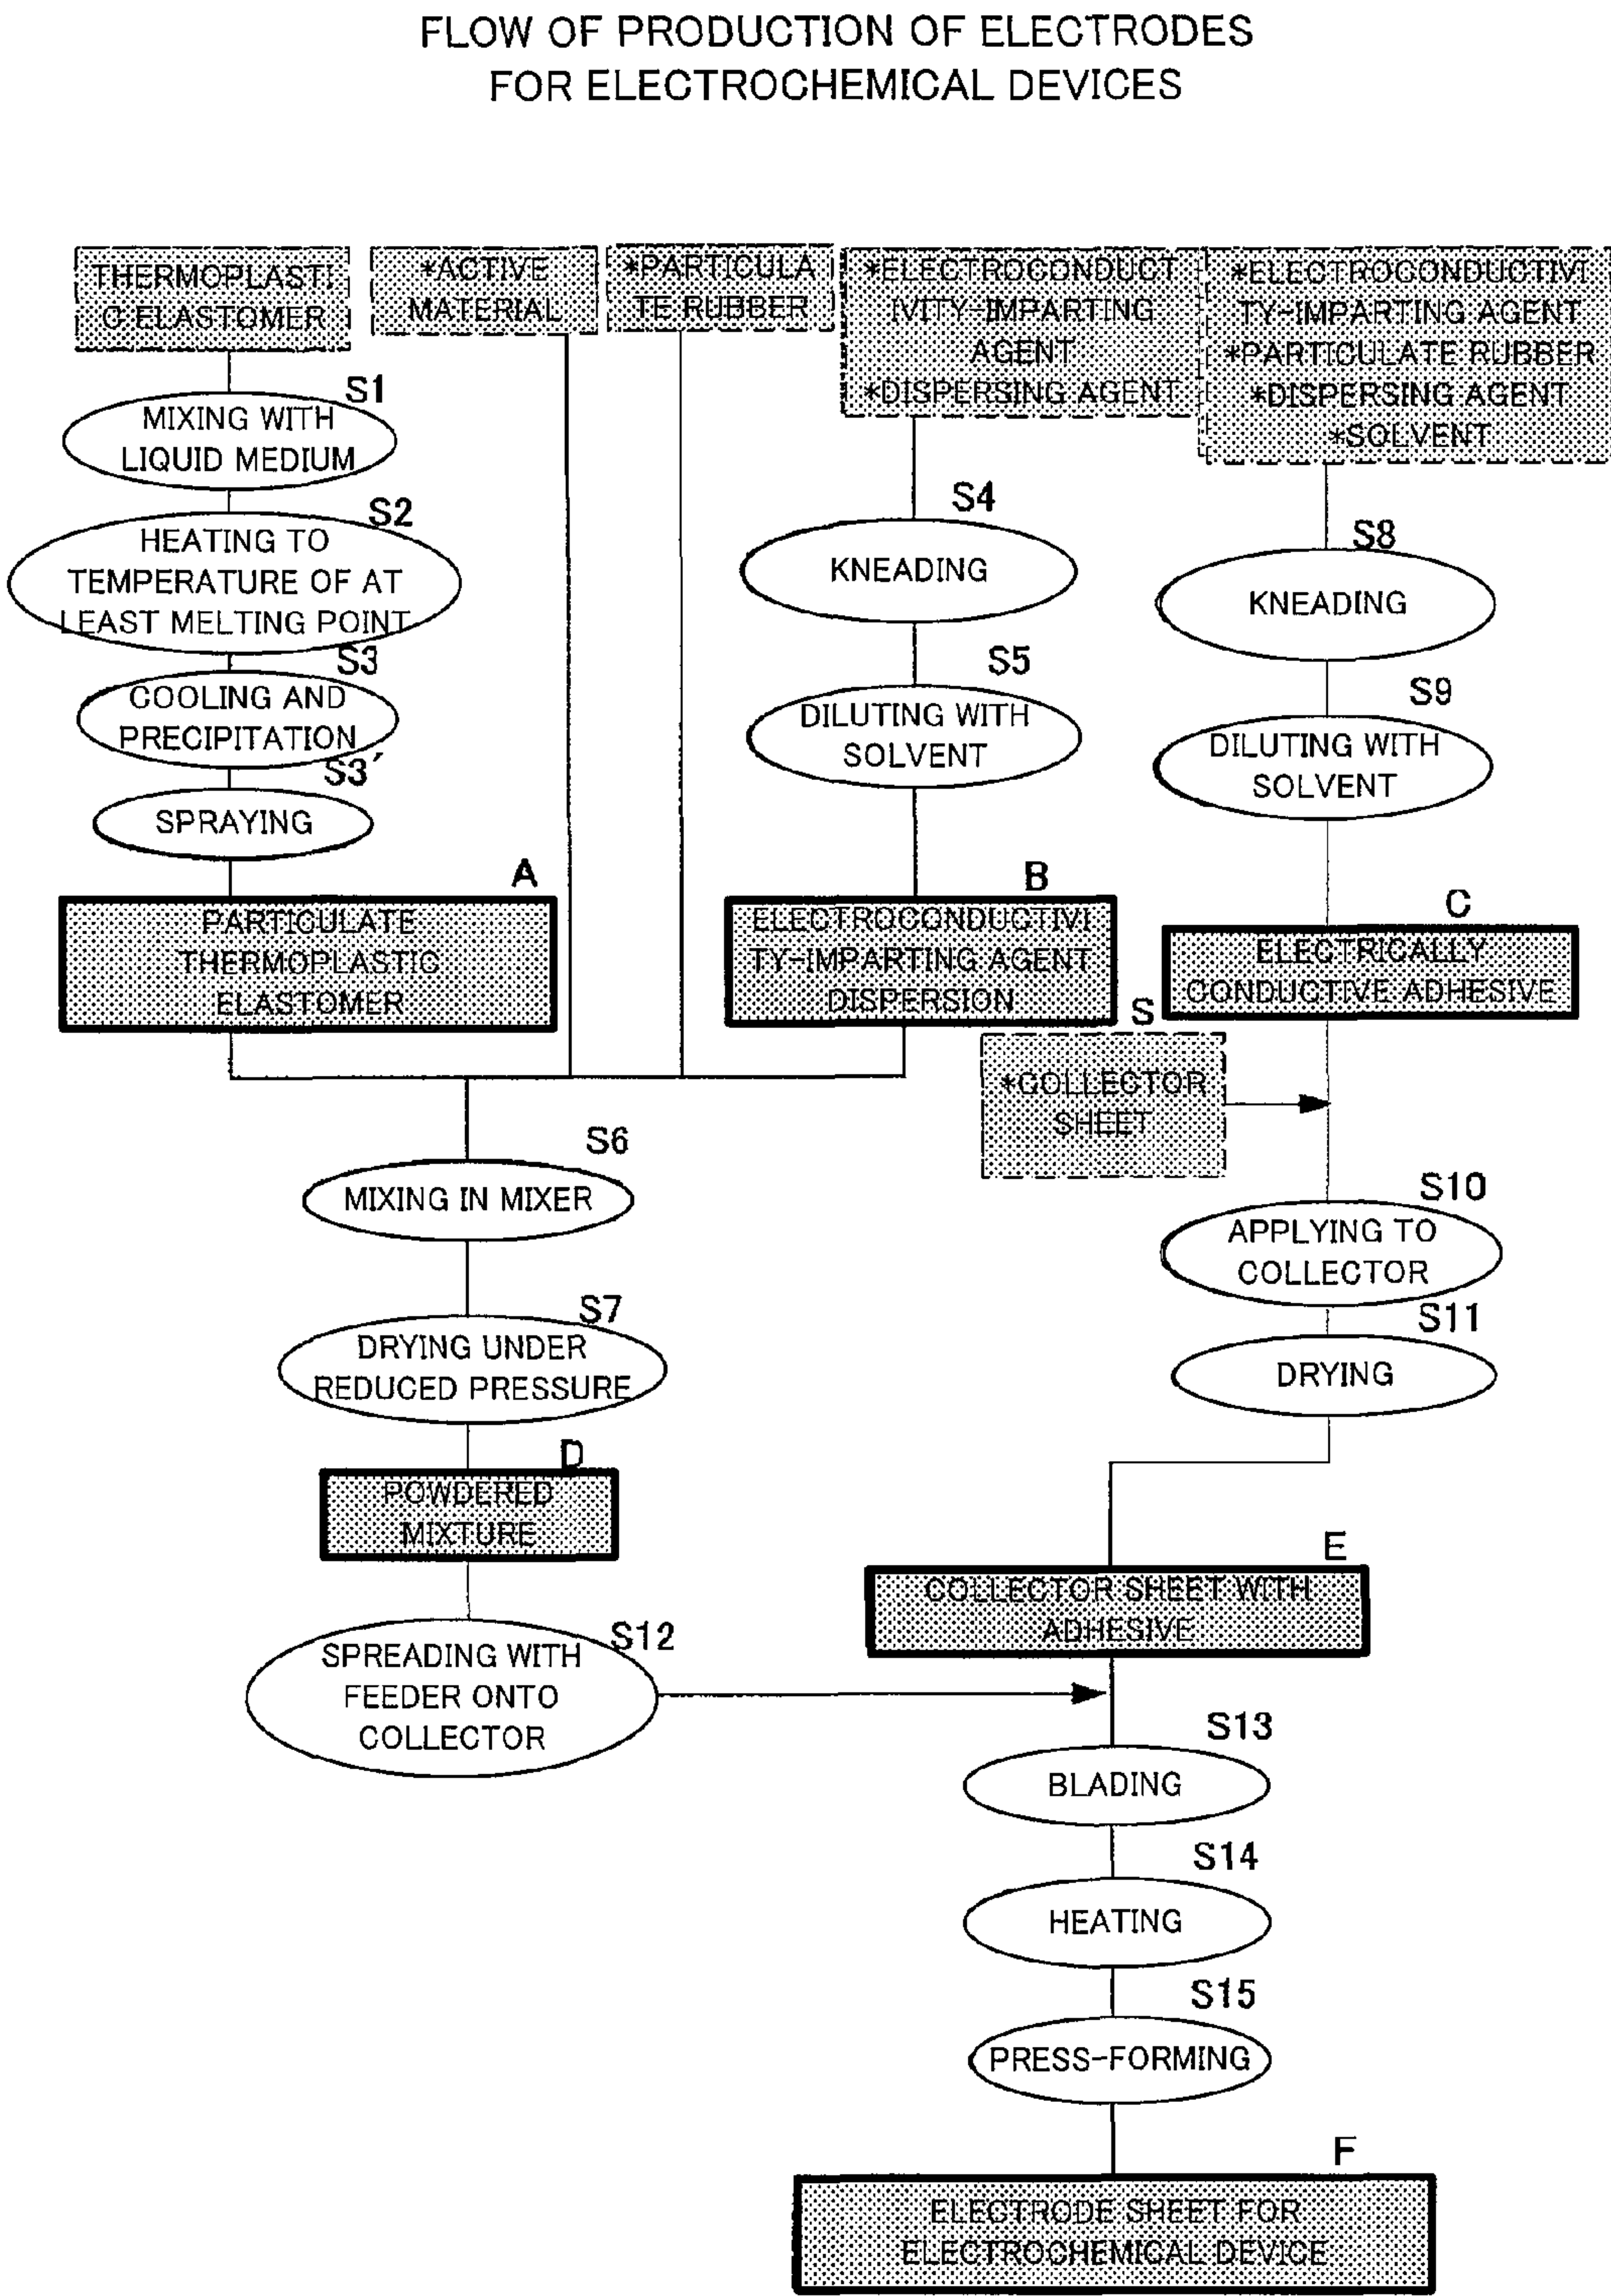 FLOW OF PRODUCTION OF ELECTRODES
FOR ELECTROCHEMICAL DEVICES
THERMOPLASTI
C ELASTOMER
*ACTIVE
MATERIAL
*PARTICULA
TE RUBBER
*ELECTROCONDUCT
IVITY-IMPARTING
AGENT
*DISPERSING AGENT
*ELECTROCONDUCTIVI
TY-IMPARTING AGENT
*PARTICULATE RUBBER
*DISPERSING AGENT
*SOLVENT
S1
MIXING WITH
LIQUID MEDIUM
S2
HEATING TO
TEMPERATURE OF AT
LEAST MELTING POINT
S3
COOLING AND
PRECIPITATION
S3´
SPRAYING
S4
KNEADING
S5
DILUTING WITH
SOLVENT
S8
KNEADING
S9
DILUTING WITH
SOLVENT
A
PARTICULATE
THERMOPLASTIC
ELASTOMER
B
ELECTROCONDUCTIVI
TY-IMPARTING AGENT
DISPERSION
C
ELECTRICALLY
CONDUCTIVE ADHESIVE
S
*COLLECTOR
SHEET
S6
MIXING IN MIXER
S7
DRYING UNDER
REDUCED PRESSURE
S10
APPLYING TO
COLLECTOR
S11
DRYING
D
POWDERED
MIXTURE
E
COLLECTOR SHEET WITH
ADHESIVE
S12
SPREADING WITH
FEEDER ONTO
COLLECTOR
S13
BLADING
S14
HEATING
S15
PRESS-FORMING
F
ELECTRODE SHEET FOR
ELECTROCHEMICAL DEVICE